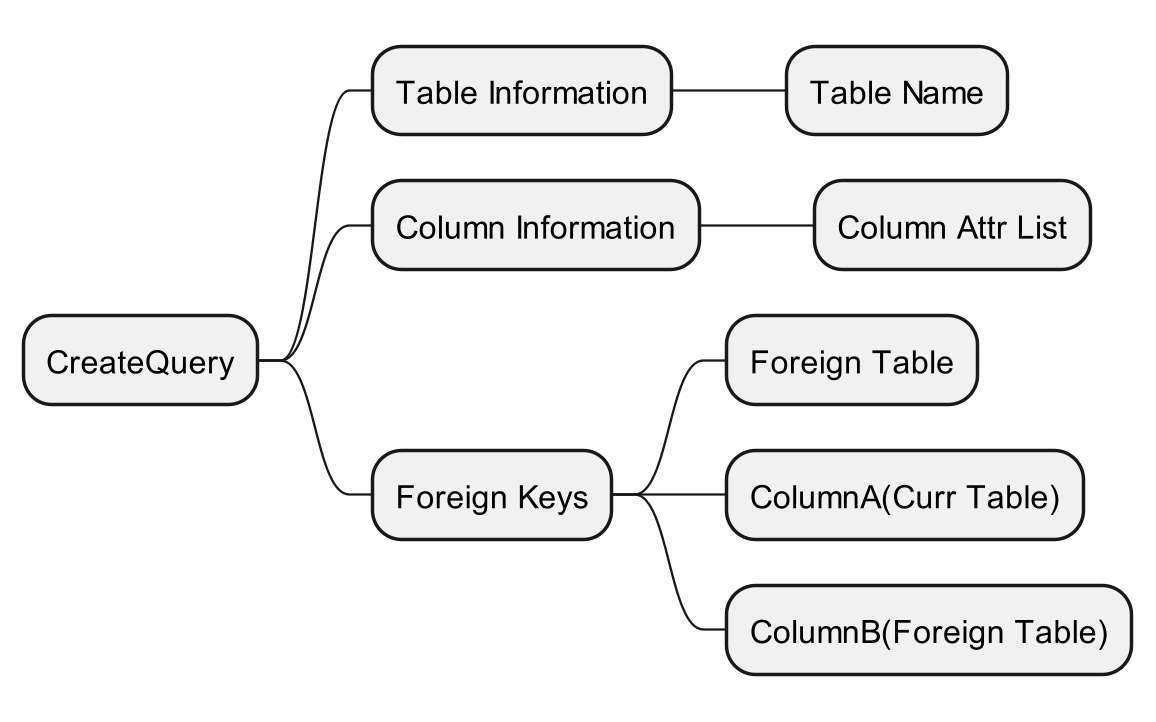 Table Information
Table Name
Column Information
Column Attr List
CreateQuery
Foreign Table
Foreign Keys
ColumnA(Curr Table)
ColumnB(Foreign Table)